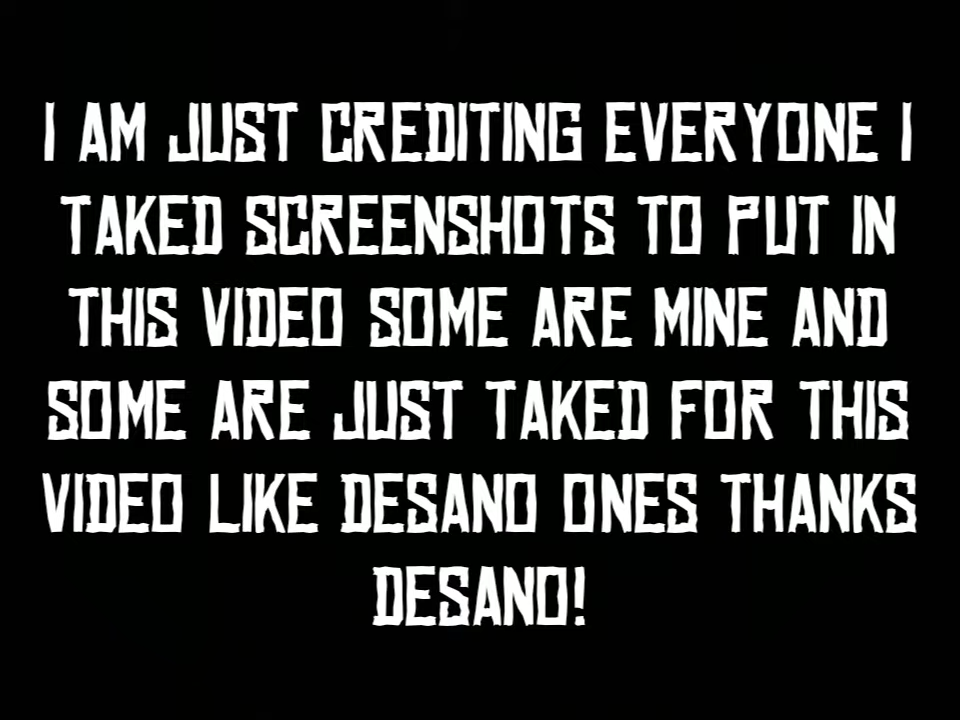 I AM JUST CREDITING EVERYONE I
TAKED SCREENSHOTS TO PUT IN
THIS VIDEO SOME ARE MINE AND
SOME ARE JUST TAKED FOR THIS
VIDEO LIKE DESANO ONES THANKS
DESANO!